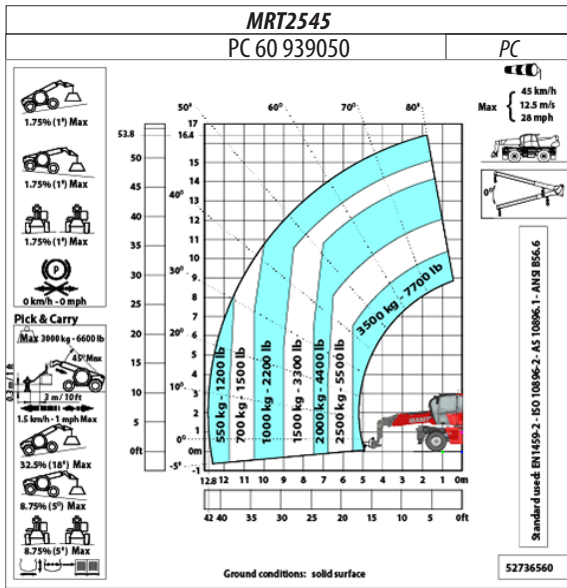 MRT2545
PC 60 939050
PC
1.75% (1°) Max
1.75% (1°) Max
1.75% (1°) Max
P
0 km/h - 0 mph
Pick & Carry
Max 3000 kg - 6600 lb
45° Max
0.3 m / 1 ft
3 m / 10 ft
1.5 km/h - 1 mph Max
32.5% (18°) Max
8.75% (5°) Max
8.75% (5°) Max
50° 60° 70° 80°
40°
30°
20°
10°
0°
-5°
53.8
50
45
40
35
30
25
20
15
10
5
0ft
17
16.4
15
14
13
12
11
10
9
8
7
6
5
4
3
2
1
0m
-1
550 kg - 1200 lb
700 kg - 1500 lb
1000 kg - 2200 lb
1500 kg - 3300 lb
2000 kg - 4400 lb
2500 kg - 5500 lb
3500 kg - 7700 lb
12.8 12 11 10 9 8 7 6 5 4 3 2 1 0m
42 40 35 30 25 20 15 10 5 0ft
Ground conditions: solid surface
Max
45 km/h
12.5 m/s
28 mph
0°
Standard used: EN1459-2 - ISO 10896-2 - AS 10896.1 - ANSI B56.6
52736560